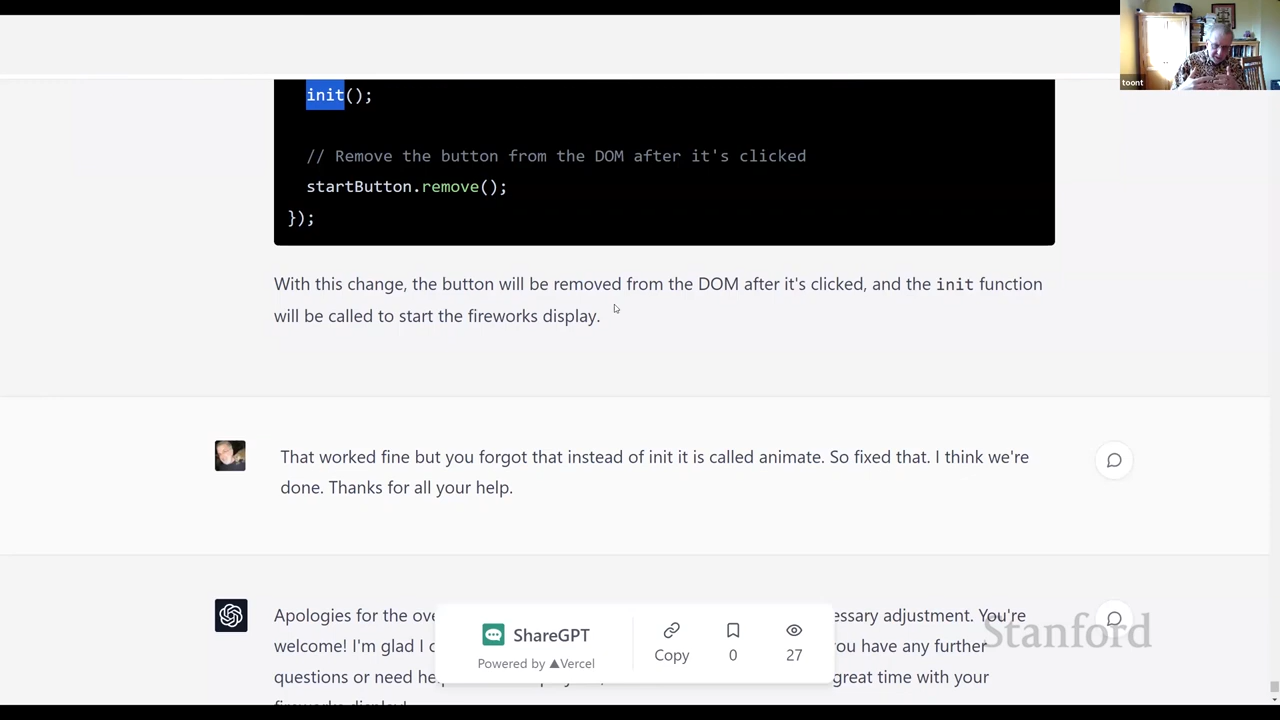 toont
init();
// Remove the button from the DOM after it's clicked
startButton.remove();
});
With this change, the button will be removed from the DOM after it's clicked, and the init function
will be called to start the fireworks display.
That worked fine but you forgot that instead of init it is called animate. So fixed that. I think we're
done. Thanks for all your help.
Apologies for the essary adjustment. You're
welcome! I'm glad I you have any further
questions or need great time with your
fireworks display!
ShareGPT
Powered by Vercel
Copy
0
27
Stanford